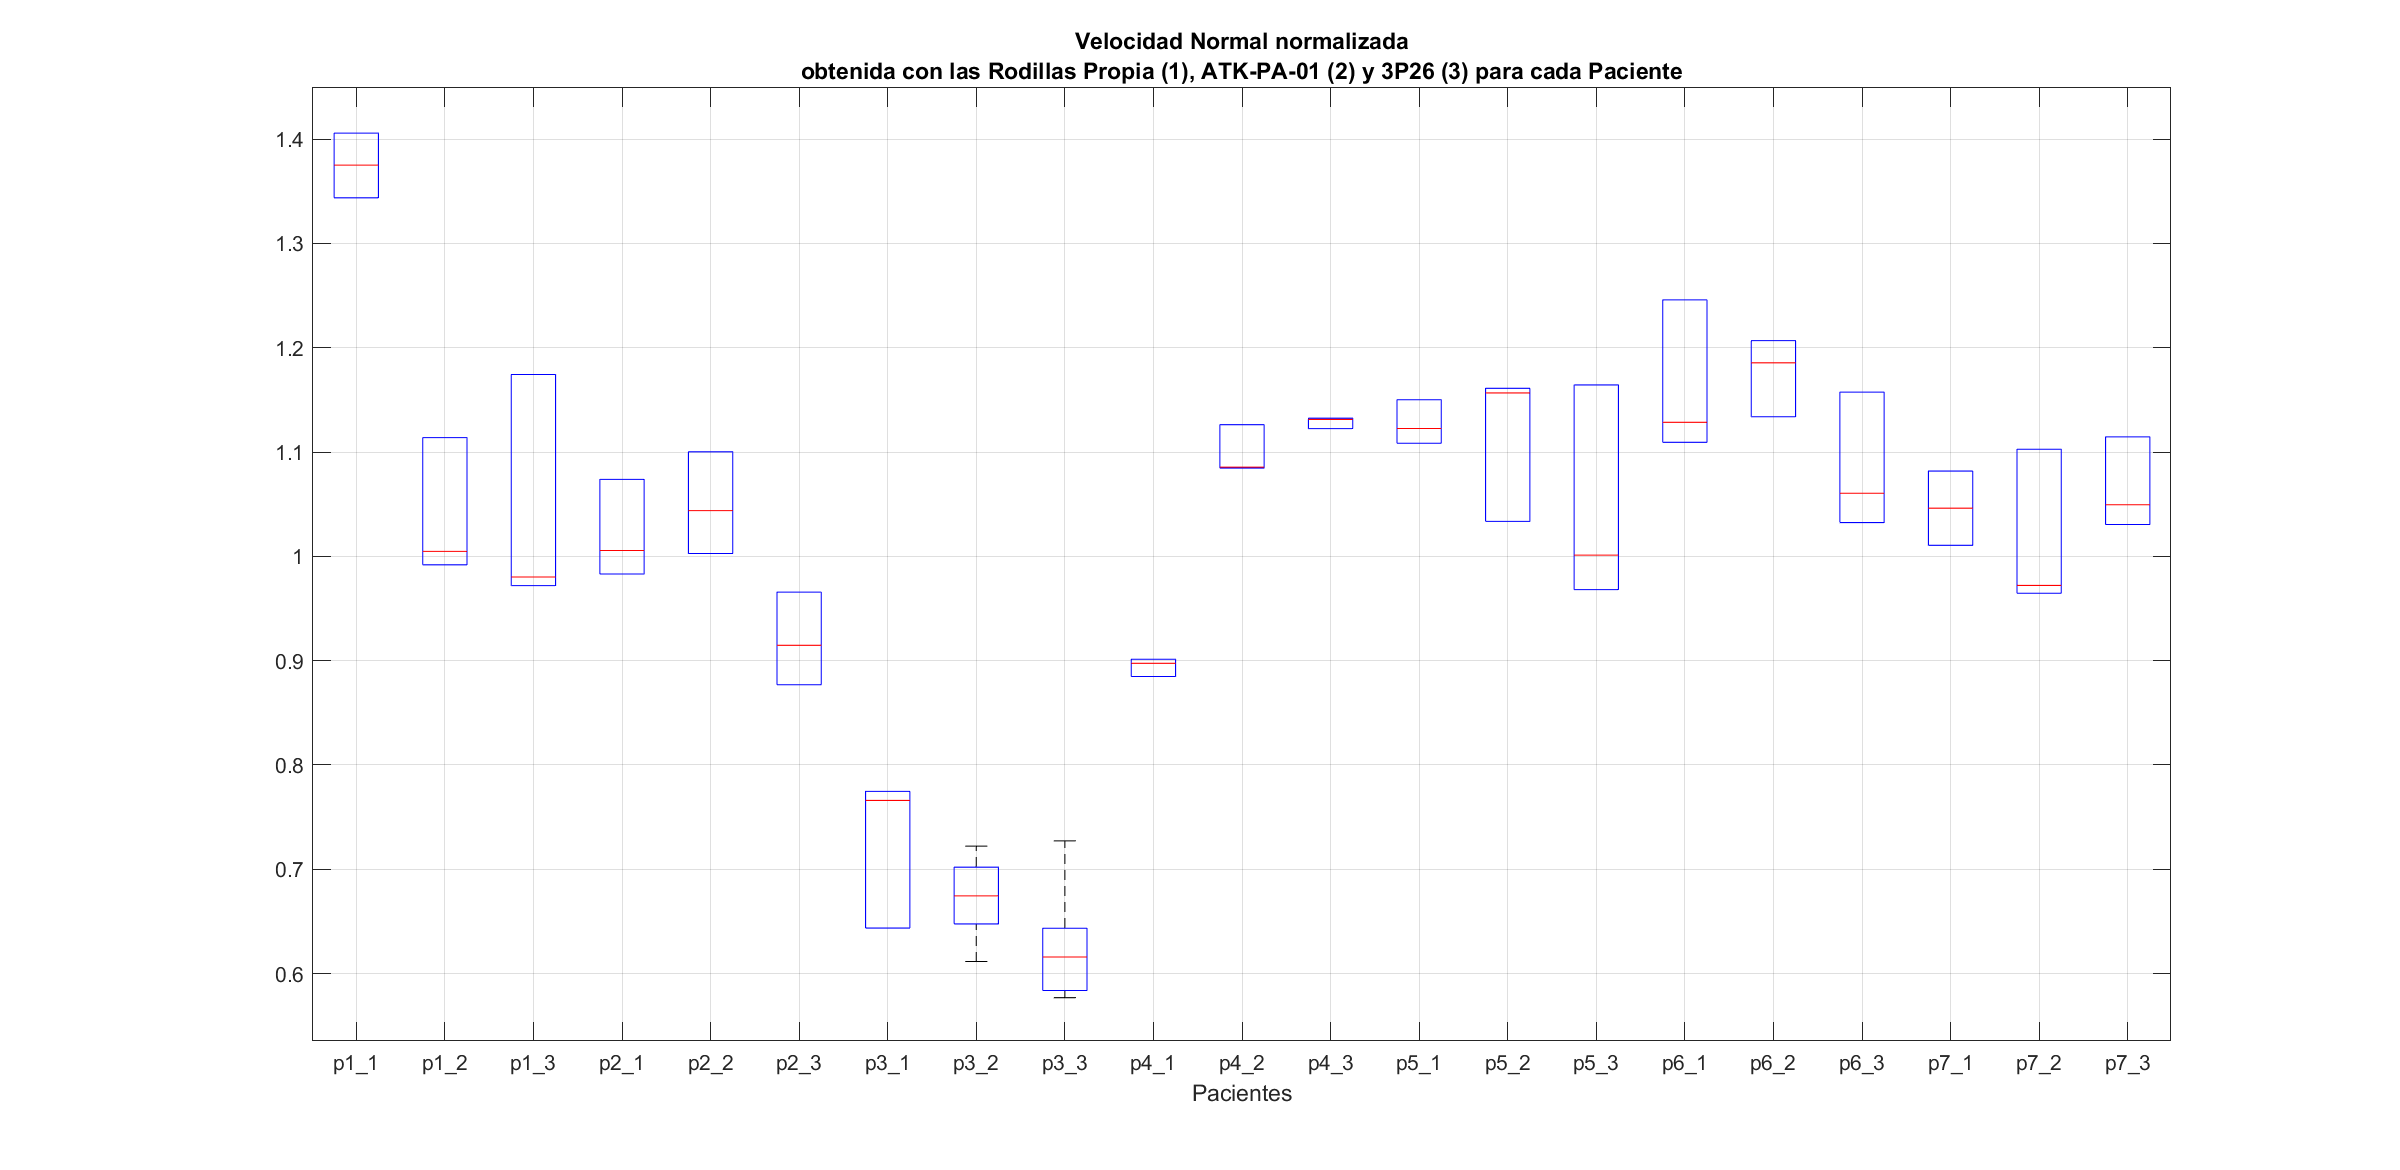 Velocidad Normal normalizada
obtenida con las Rodillas Propia (1), ATK-PA-01 (2) y 3P26 (3) para cada Paciente
1.4
1.3
1.2
1.1
1
0.9
0.8
0.7
0.6
p1_1 p1_2 p1_3 p2_1 p2_2 p2_3 p3_1 p3_2 p3_3 p4_1 p4_2 p4_3 p5_1 p5_2 p5_3 p6_1 p6_2 p6_3 p7_1 p7_2 p7_3
Pacientes